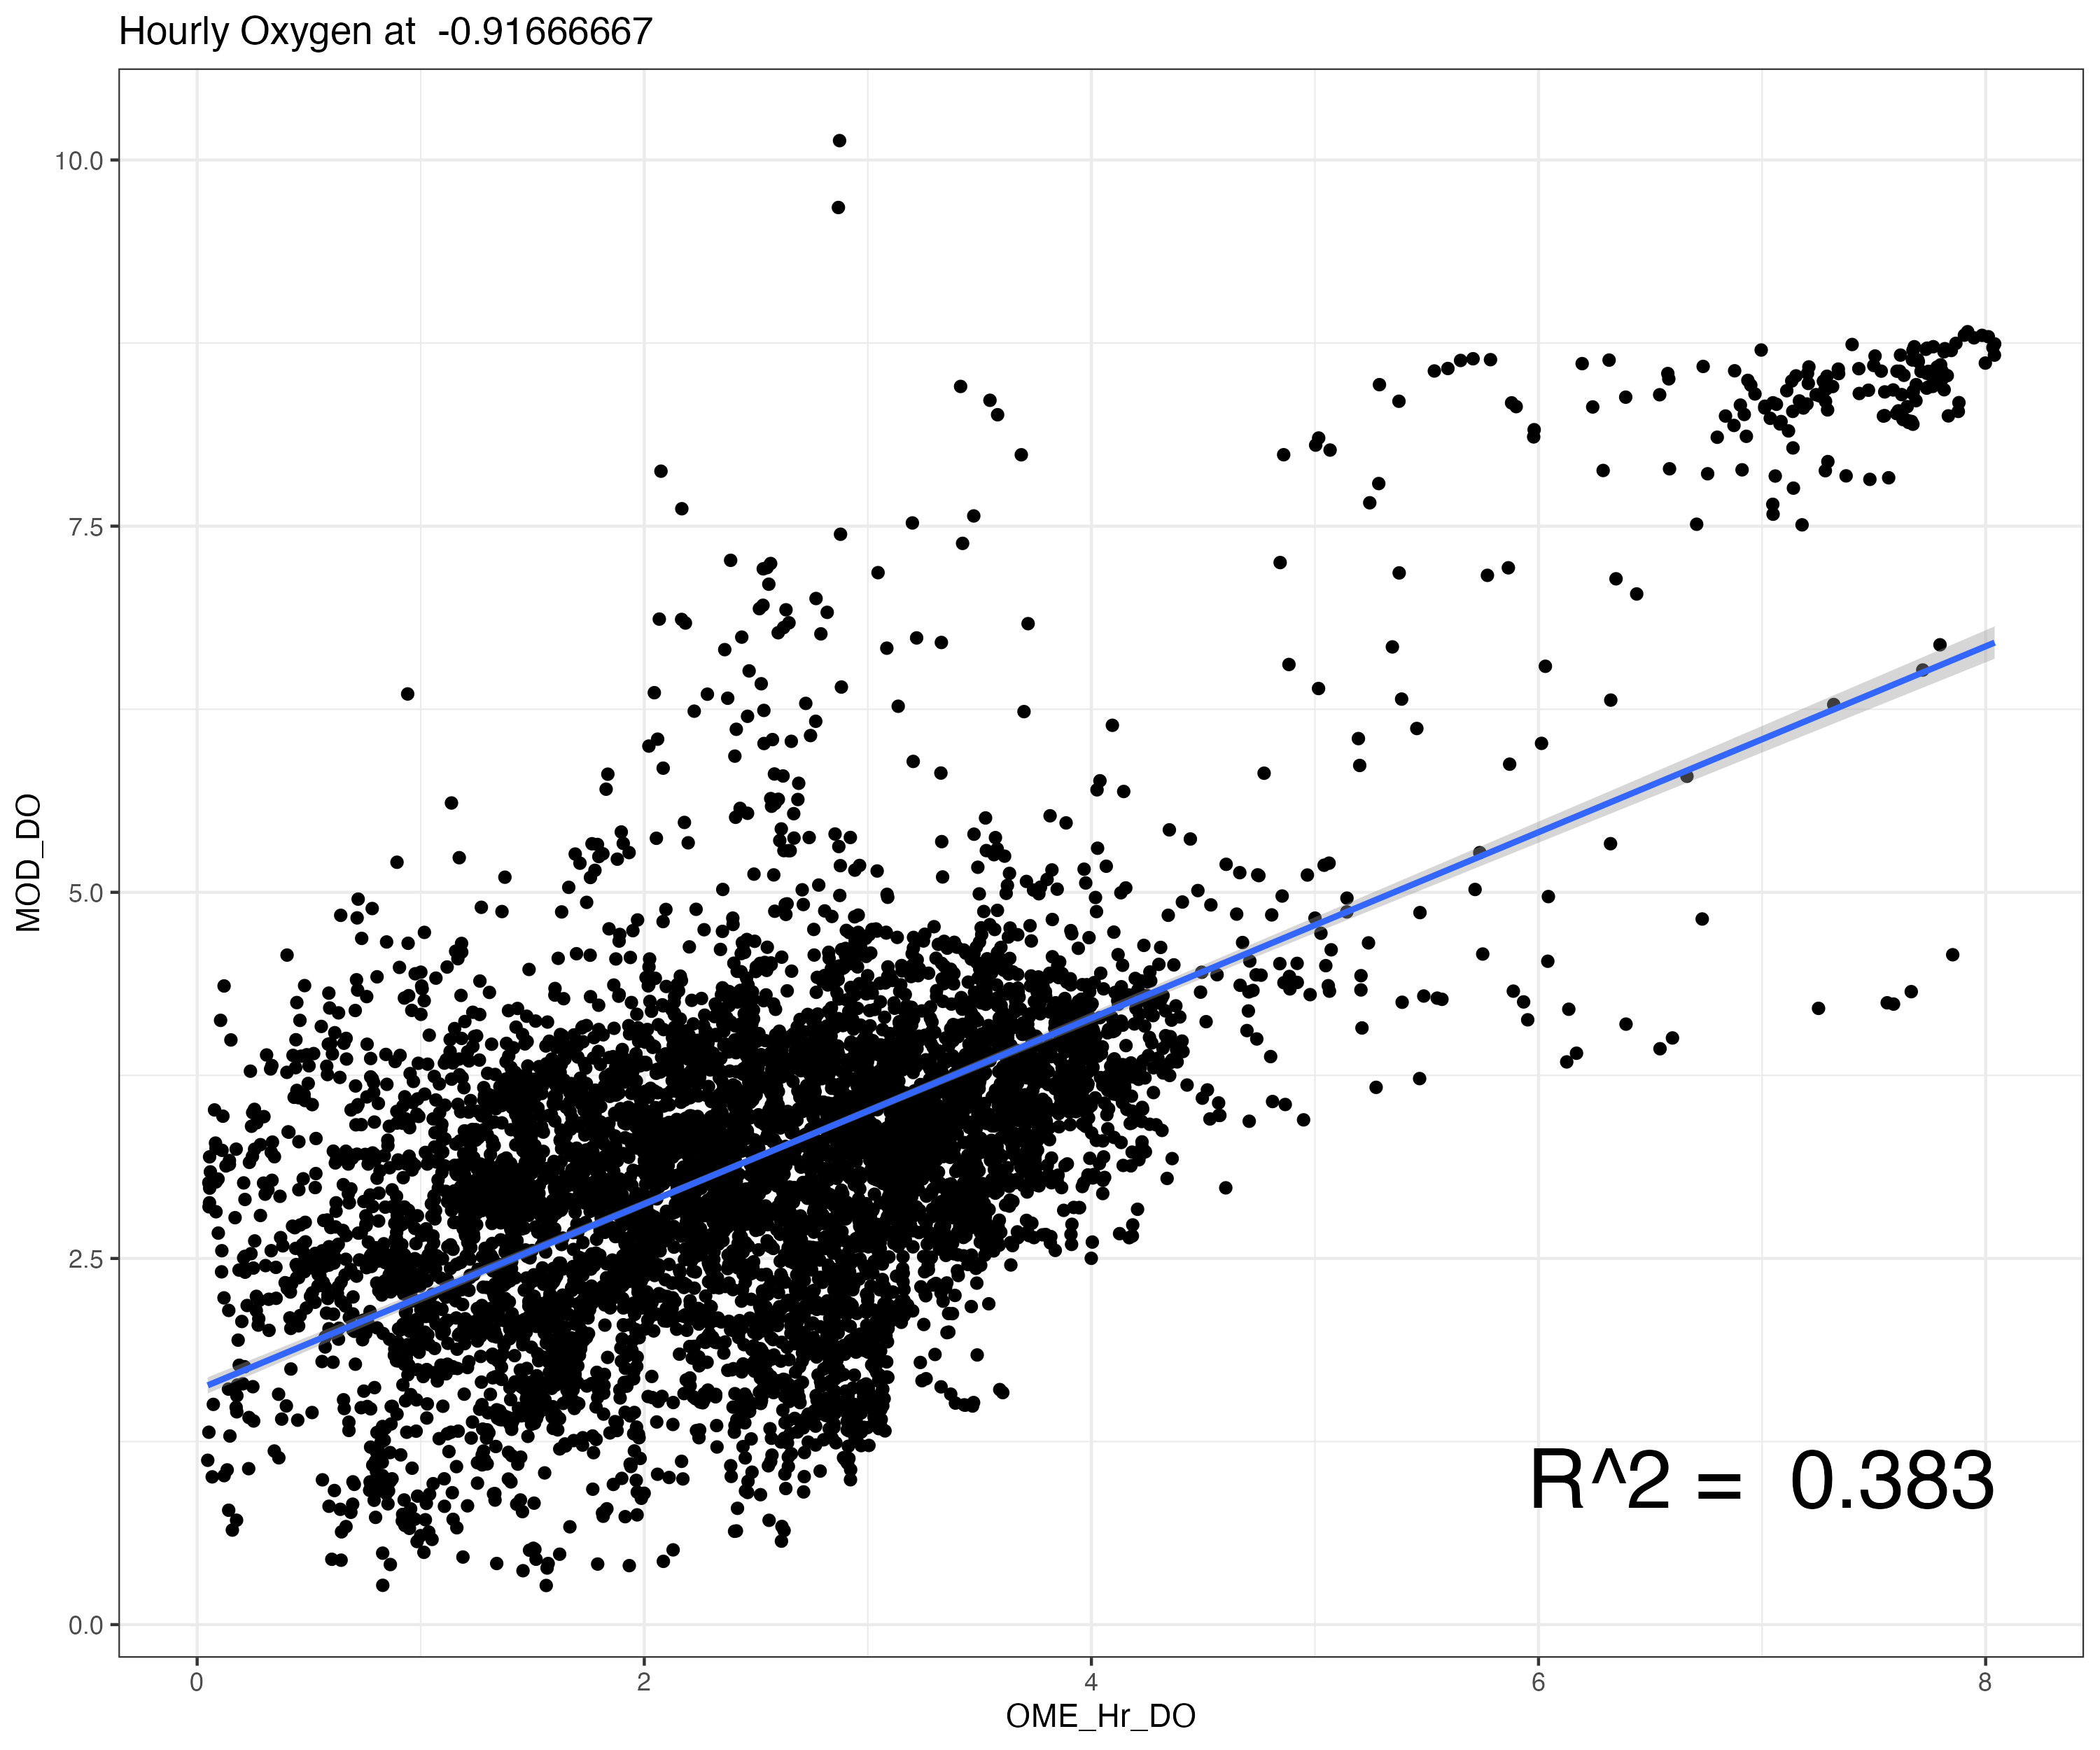 Hourly Oxygen at  -0.91666667
10.0
7.5
5.0
2.5
0.0
MOD_DO
R^2 =  0.383
0 2 4 6 8
OME_Hr_DO